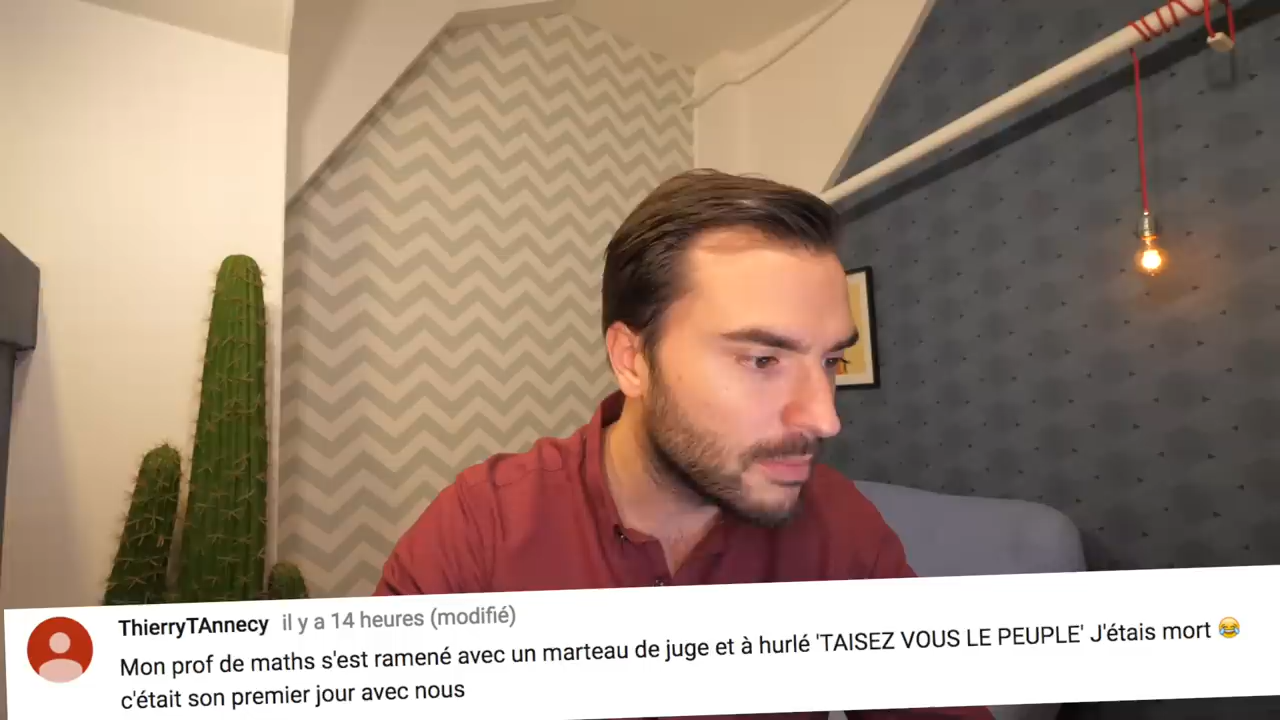 ThierryTAnnecy il y a 14 heures (modifié)
Mon prof de maths s'est ramené avec un marteau de juge et à hurlé 'TAISEZ VOUS LE PEUPLE' J'étais mort 😂
c'était son premier jour avec nous